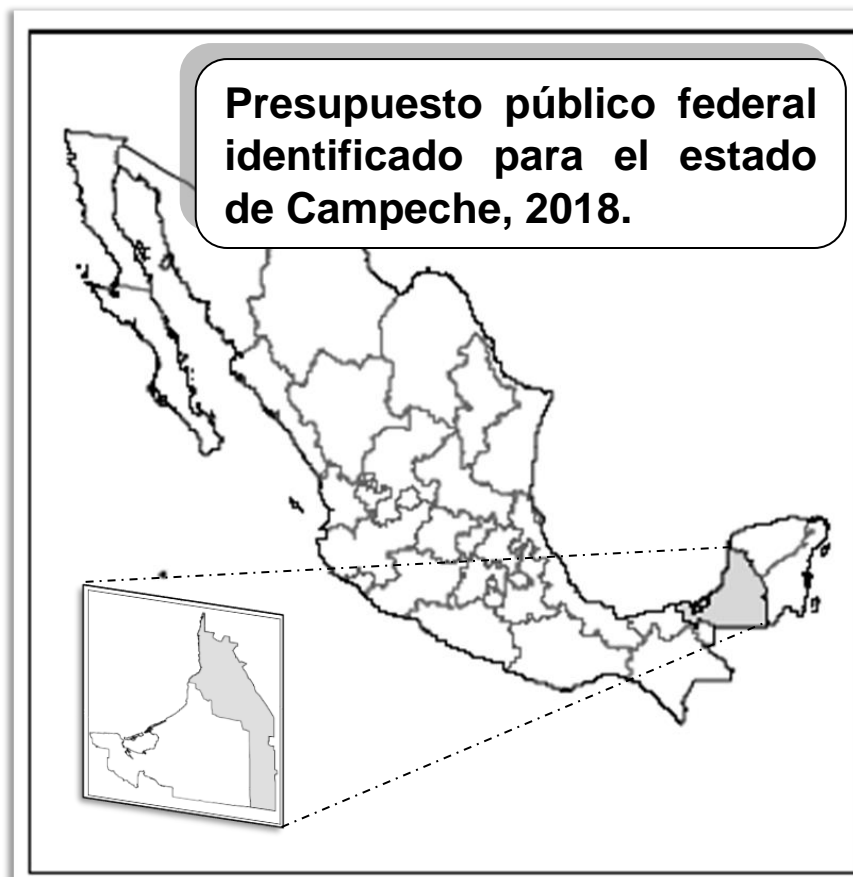 Presupuesto público federal
identificado para el estado
de Campeche, 2018.